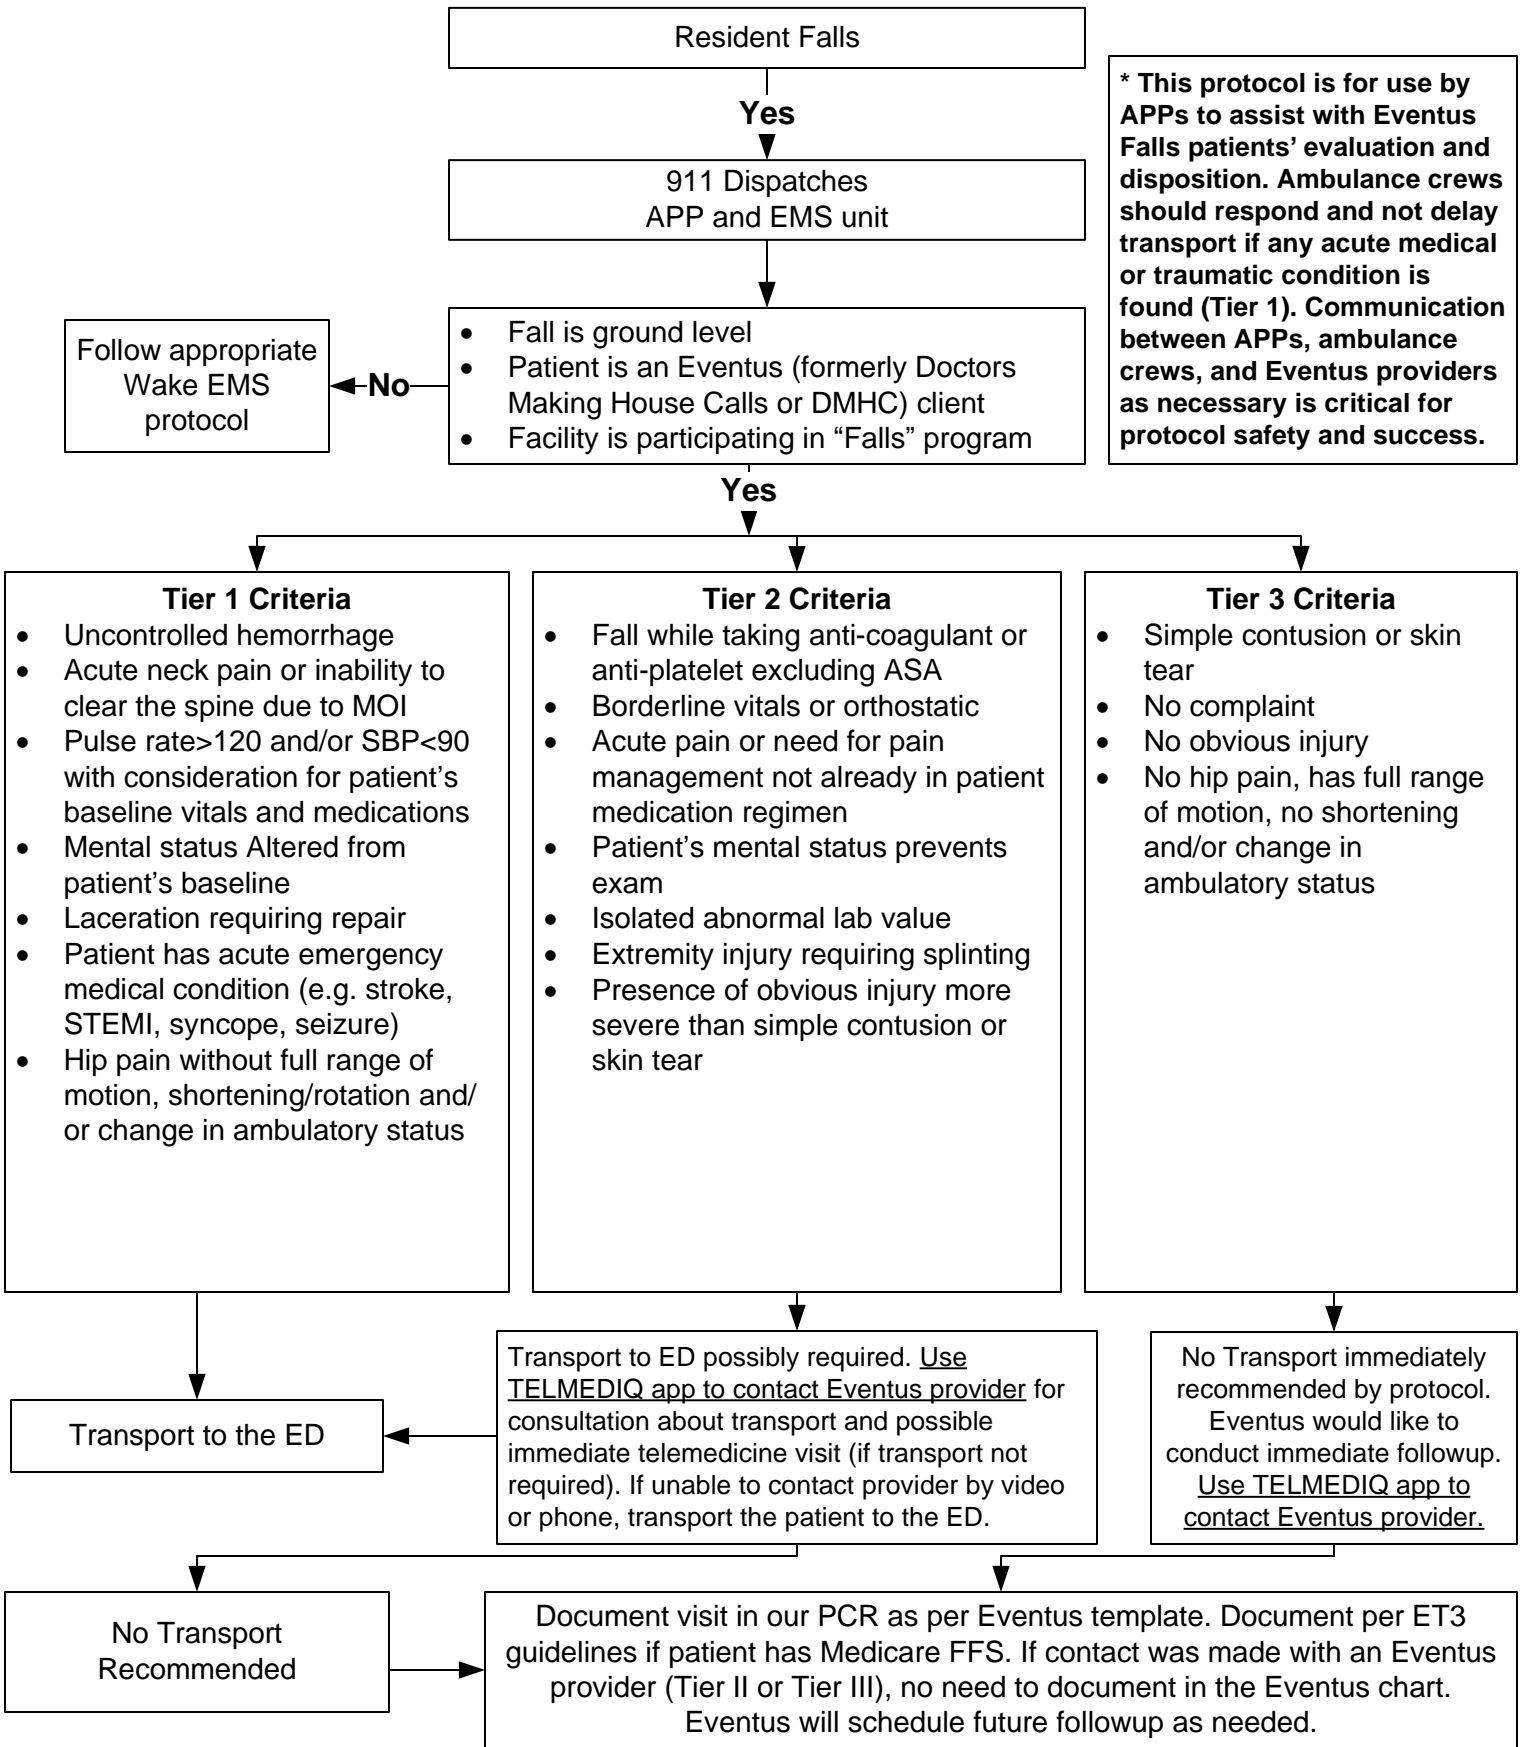 Resident Falls
Yes
911 Dispatches
APP and EMS unit
* This protocol is for use by
APPs to assist with Eventus
Falls patients’ evaluation and
disposition. Ambulance crews
should respond and not delay
transport if any acute medical
or traumatic condition is
found (Tier 1). Communication
between APPs, ambulance
crews, and Eventus providers
as necessary is critical for
protocol safety and success.
• Fall is ground level
• Patient is an Eventus (formerly Doctors
Making House Calls or DMHC) client
• Facility is participating in “Falls” program
No
Follow appropriate
Wake EMS
protocol
Yes
Tier 1 Criteria
• Uncontrolled hemorrhage
• Acute neck pain or inability to
clear the spine due to MOI
• Pulse rate>120 and/or SBP<90
with consideration for patient’s
baseline vitals and medications
• Mental status Altered from
patient’s baseline
• Laceration requiring repair
• Patient has acute emergency
medical condition (e.g. stroke,
STEMI, syncope, seizure)
• Hip pain without full range of
motion, shortening/rotation and/
or change in ambulatory status
Tier 2 Criteria
• Fall while taking anti-coagulant or
anti-platelet excluding ASA
• Borderline vitals or orthostatic
• Acute pain or need for pain
management not already in patient
medication regimen
• Patient’s mental status prevents
exam
• Isolated abnormal lab value
• Extremity injury requiring splinting
• Presence of obvious injury more
severe than simple contusion or
skin tear
Tier 3 Criteria
• Simple contusion or skin
tear
• No complaint
• No obvious injury
• No hip pain, has full range
of motion, no shortening
and/or change in
ambulatory status
Transport to the ED
Transport to ED possibly required. Use
TELMEDIQ app to contact Eventus provider for
consultation about transport and possible
immediate telemedicine visit (if transport not
required). If unable to contact provider by video
or phone, transport the patient to the ED.
No Transport immediately
recommended by protocol.
Eventus would like to
conduct immediate followup.
Use TELMEDIQ app to
contact Eventus provider.
No Transport
Recommended
Document visit in our PCR as per Eventus template. Document per ET3
guidelines if patient has Medicare FFS. If contact was made with an Eventus
provider (Tier II or Tier III), no need to document in the Eventus chart.
Eventus will schedule future followup as needed.